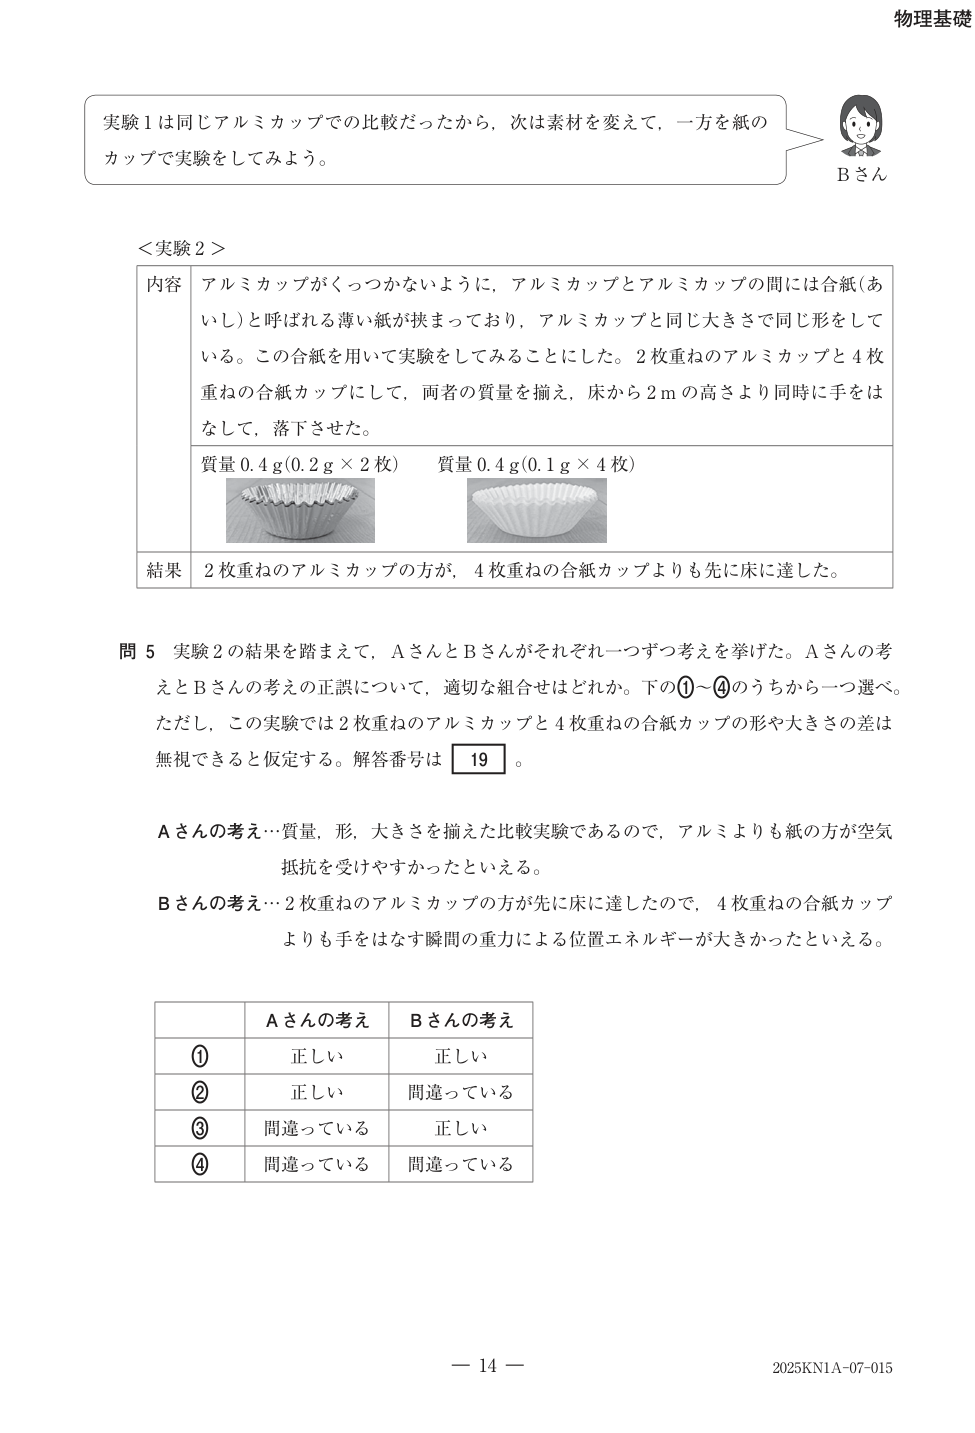 物理基礎
実験1は同じアルミカップでの比較だったから，次は素材を変えて，一方を紙の
カップで実験をしてみよう。
Bさん
＜実験2＞
内容
アルミカップがくっつかないように，アルミカップとアルミカップの間には合紙(あ
いし)と呼ばれる薄い紙が挟まっており，アルミカップと同じ大きさで同じ形をして
いる。この合紙を用いて実験をしてみることにした。2枚重ねのアルミカップと4枚
重ねの合紙カップにして，両者の質量を揃え，床から2mの高さより同時に手をは
なして，落下させた。
質量0.4g(0.2g×2枚)　質量0.4g(0.1g×4枚)
結果　2枚重ねのアルミカップの方が，4枚重ねの合紙カップよりも先に床に達した。
問5　実験2の結果を踏まえて，AさんとBさんがそれぞれ一つずつ考えを挙げた。Aさんの考
えとBさんの考えの正誤について，適切な組合せはどれか。下の①〜④のうちから一つ選べ。
ただし，この実験では2枚重ねのアルミカップと4枚重ねの合紙カップの形や大きさの差は
無視できると仮定する。解答番号は 19 。
Aさんの考え…質量，形，大きさを揃えた比較実験であるので，アルミよりも紙の方が空気
抵抗を受けやすかったといえる。
Bさんの考え…2枚重ねのアルミカップの方が先に床に達したので，4枚重ねの合紙カップ
よりも手をはなす瞬間の重力による位置エネルギーが大きかったといえる。
Aさんの考え　Bさんの考え
①　正しい　正しい
②　正しい　間違っている
③　間違っている　正しい
④　間違っている　間違っている
― 14 ―
2025KN1A-07-015